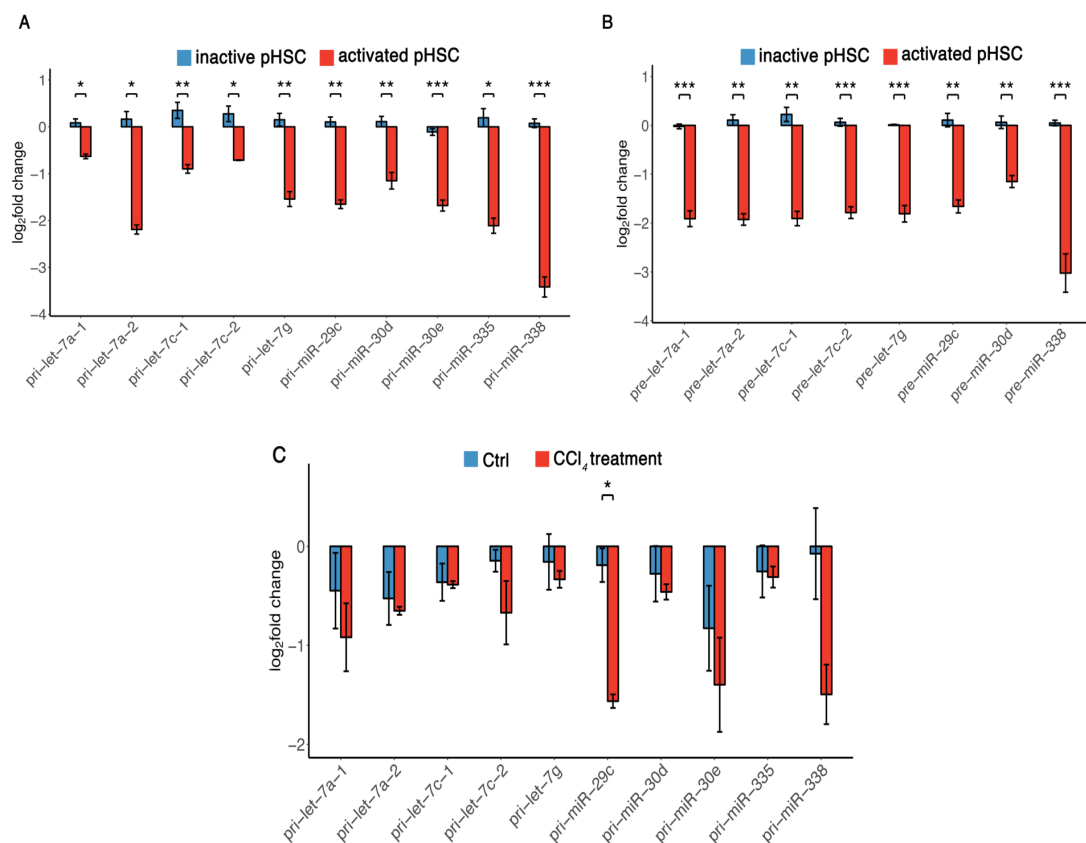 A
inactive pHSC activated pHSC
* * ** * ** ** ** *** * ***
log2fold change
1
0
−1
−2
−3
−4
pri−let−7a−1
pri−let−7a−2
pri−let−7c−1
pri−let−7c−2
pri−let−7g
pri−miR−29c
pri−miR−30d
pri−miR−30e
pri−miR−335
pri−miR−338
B
inactive pHSC activated pHSC
*** ** ** *** *** ** ** ***
log2fold change
1
0
−1
−2
−3
−4
pre−let−7a−1
pre−let−7a−2
pre−let−7c−1
pre−let−7c−2
pre−let−7g
pre−miR−29c
pre−miR−30d
pre−miR−338
C
Ctrl CCl4 treatment
*
log2fold change
0
−1
−2
pri−let−7a−1
pri−let−7a−2
pri−let−7c−1
pri−let−7c−2
pri−let−7g
pri−miR−29c
pri−miR−30d
pri−miR−30e
pri−miR−335
pri−miR−338